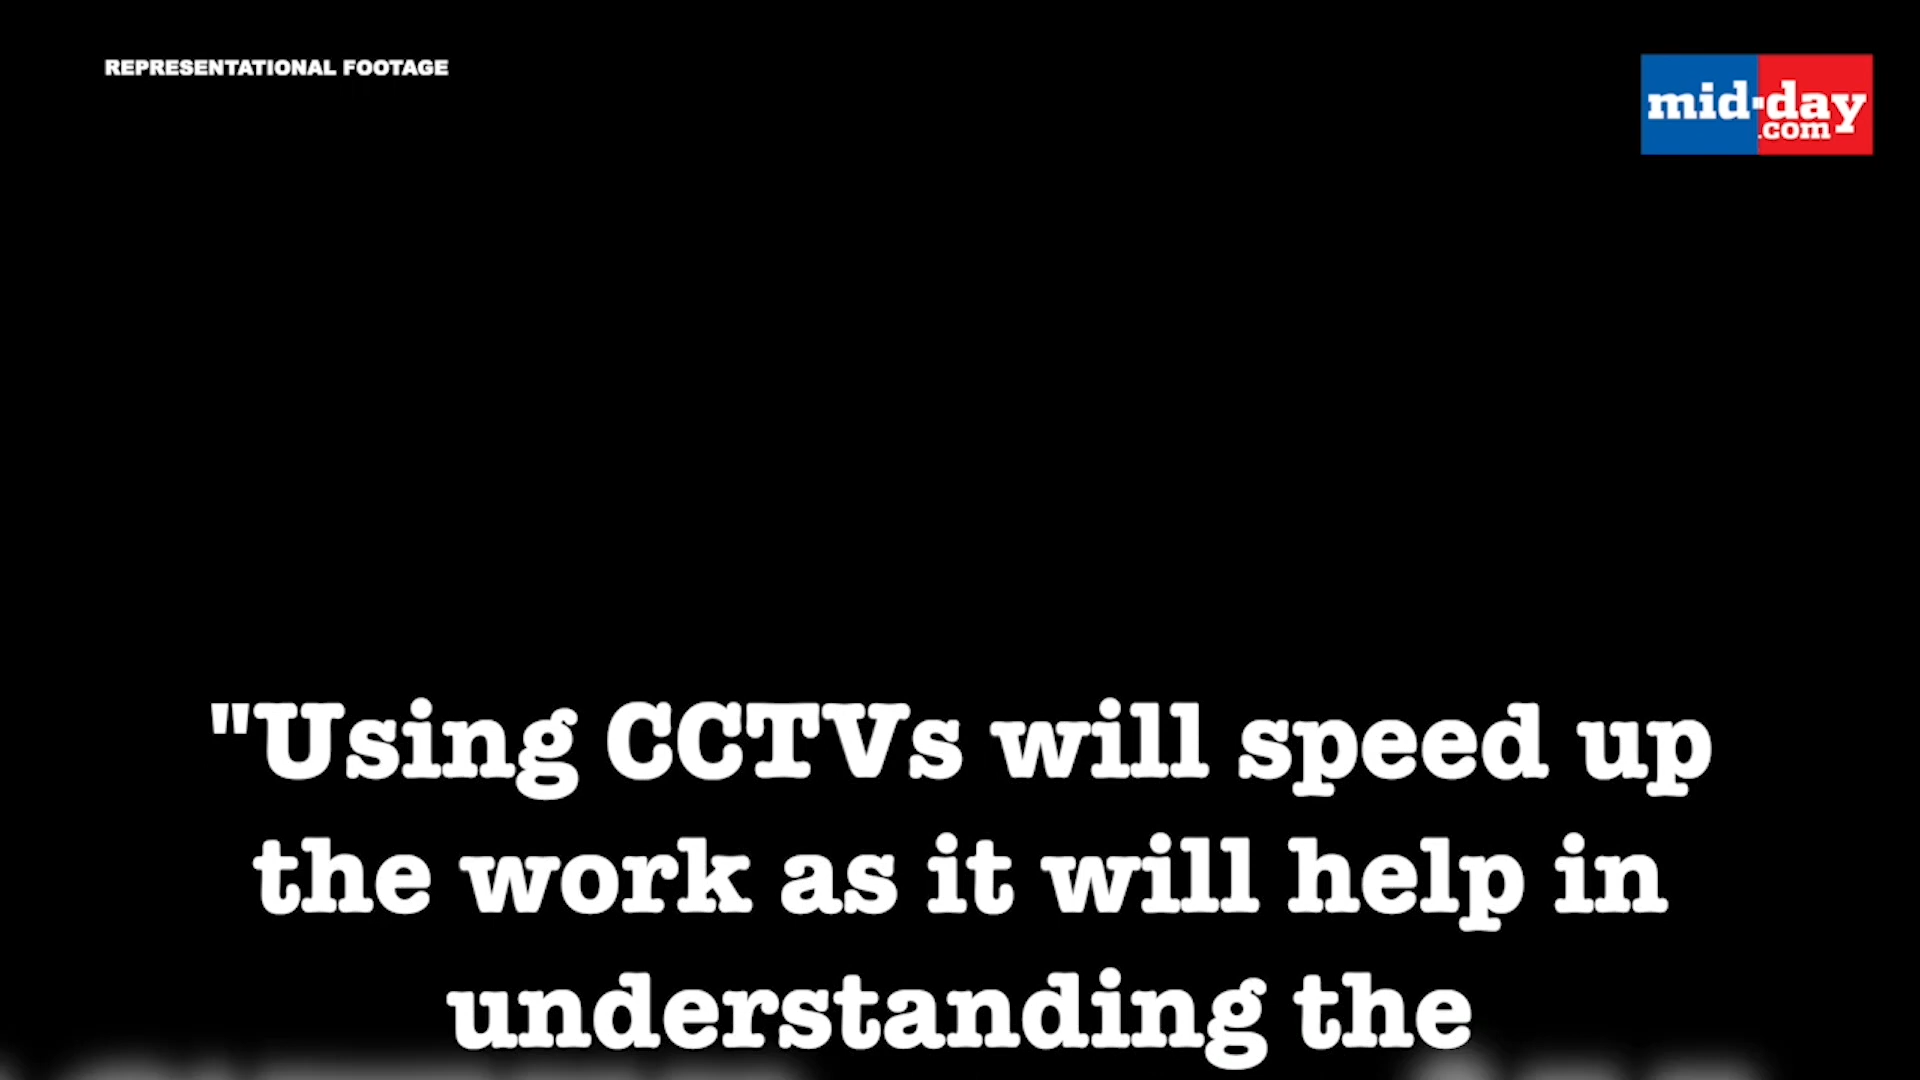 REPRESENTATIONAL FOOTAGE
mid-day
.com
"Using CCTVs will speed up
the work as it will help in
understanding the